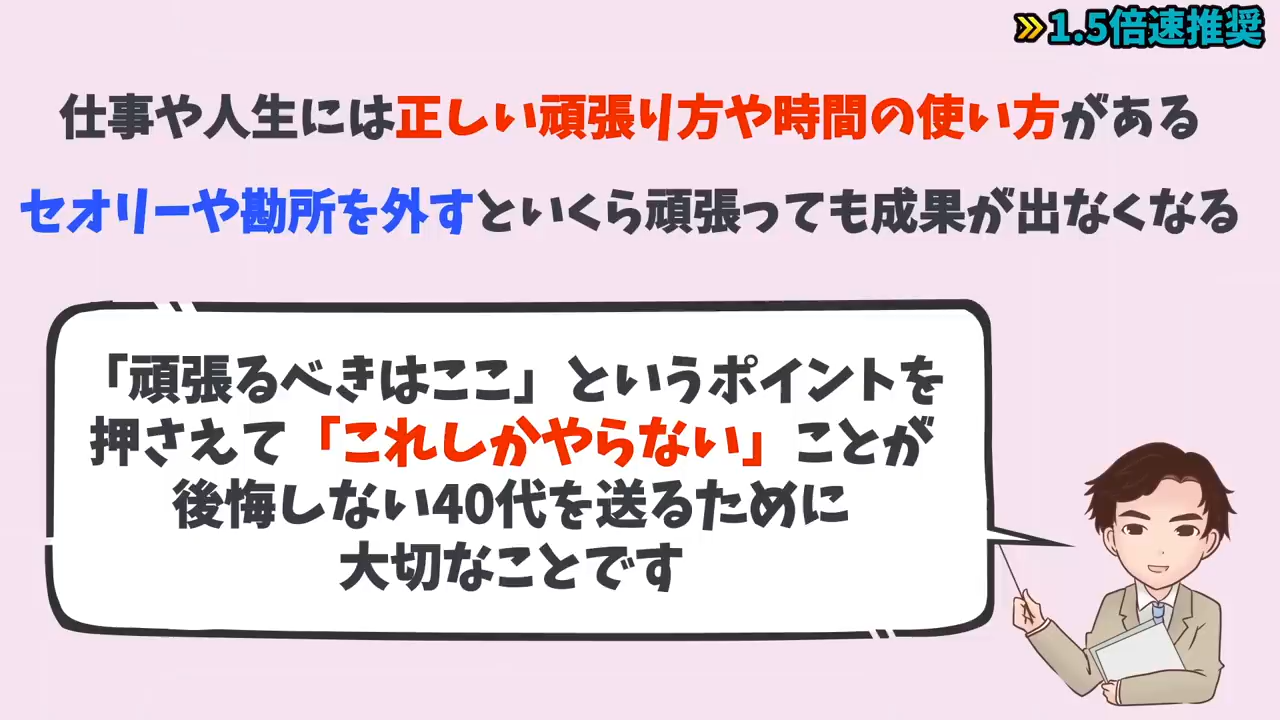 1.5倍速推奨
仕事や人生には正しい頑張り方や時間の使い方がある
セオリーや勘所を外すといくら頑張っても成果が出なくなる
「頑張るべきはここ」というポイントを
押さえて「これしかやらない」ことが
後悔しない40代を送るために
大切なことです